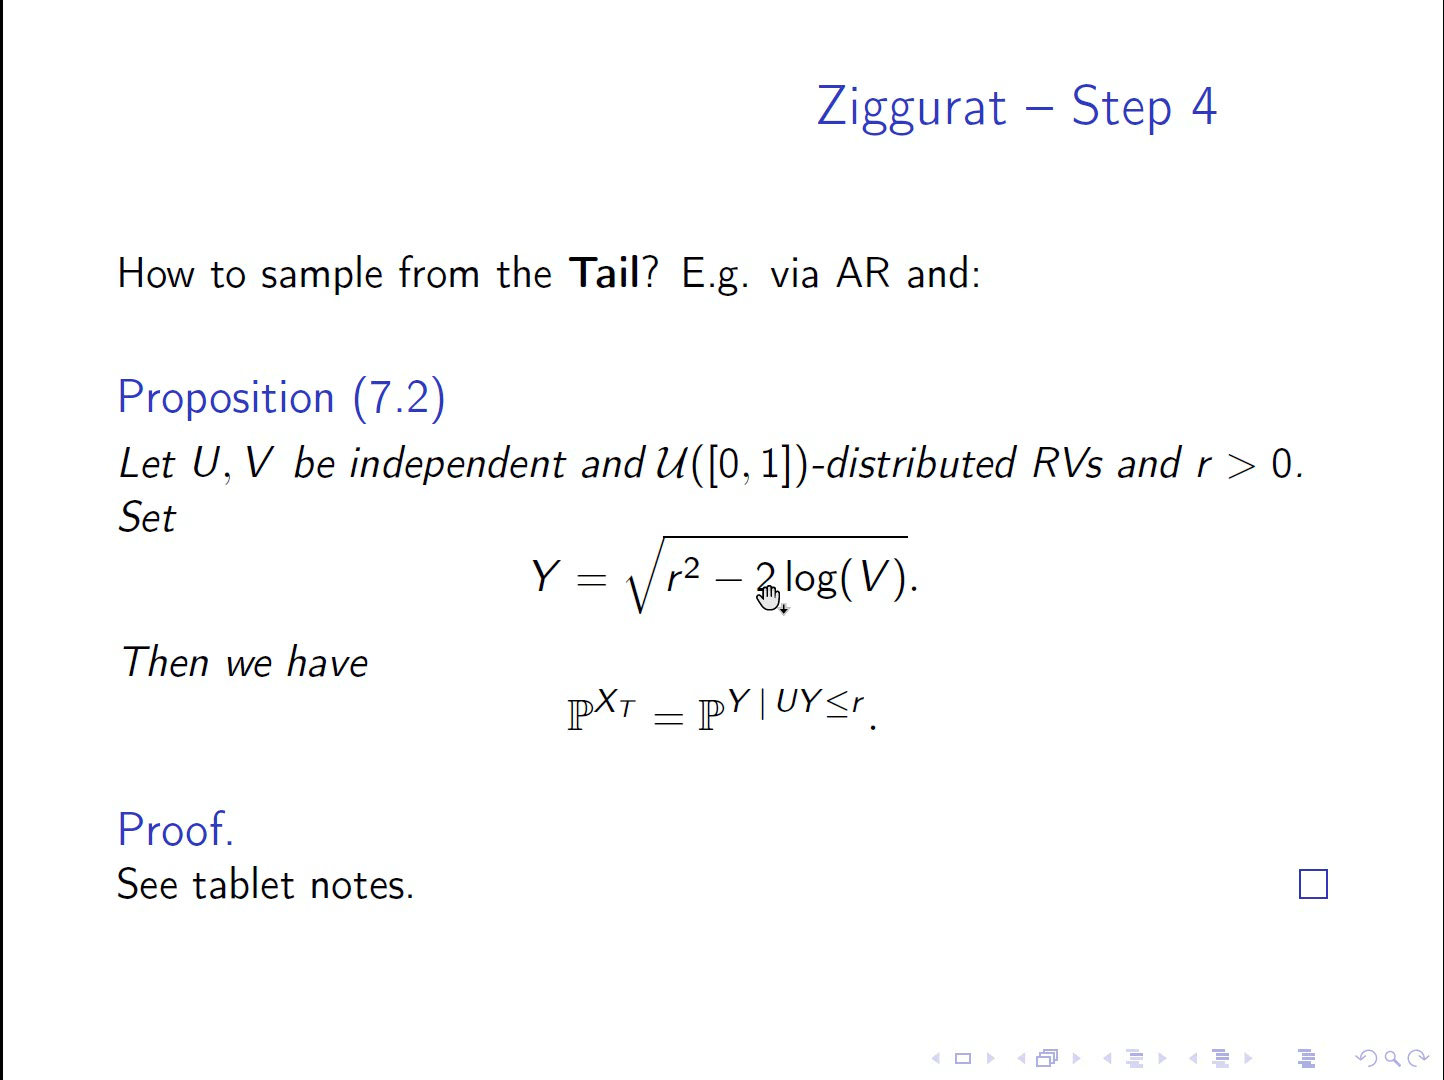 Ziggurat – Step 4
How to sample from the Tail? E.g. via AR and:
Proposition (7.2)
Let U, V be independent and 𝒰([0, 1])-distributed RVs and r > 0.
Set
Y = √(r² − 2 log(V)).
Then we have
ℙ^{X_T} = ℙ^{Y | UY ≤ r}.
Proof.
See tablet notes.